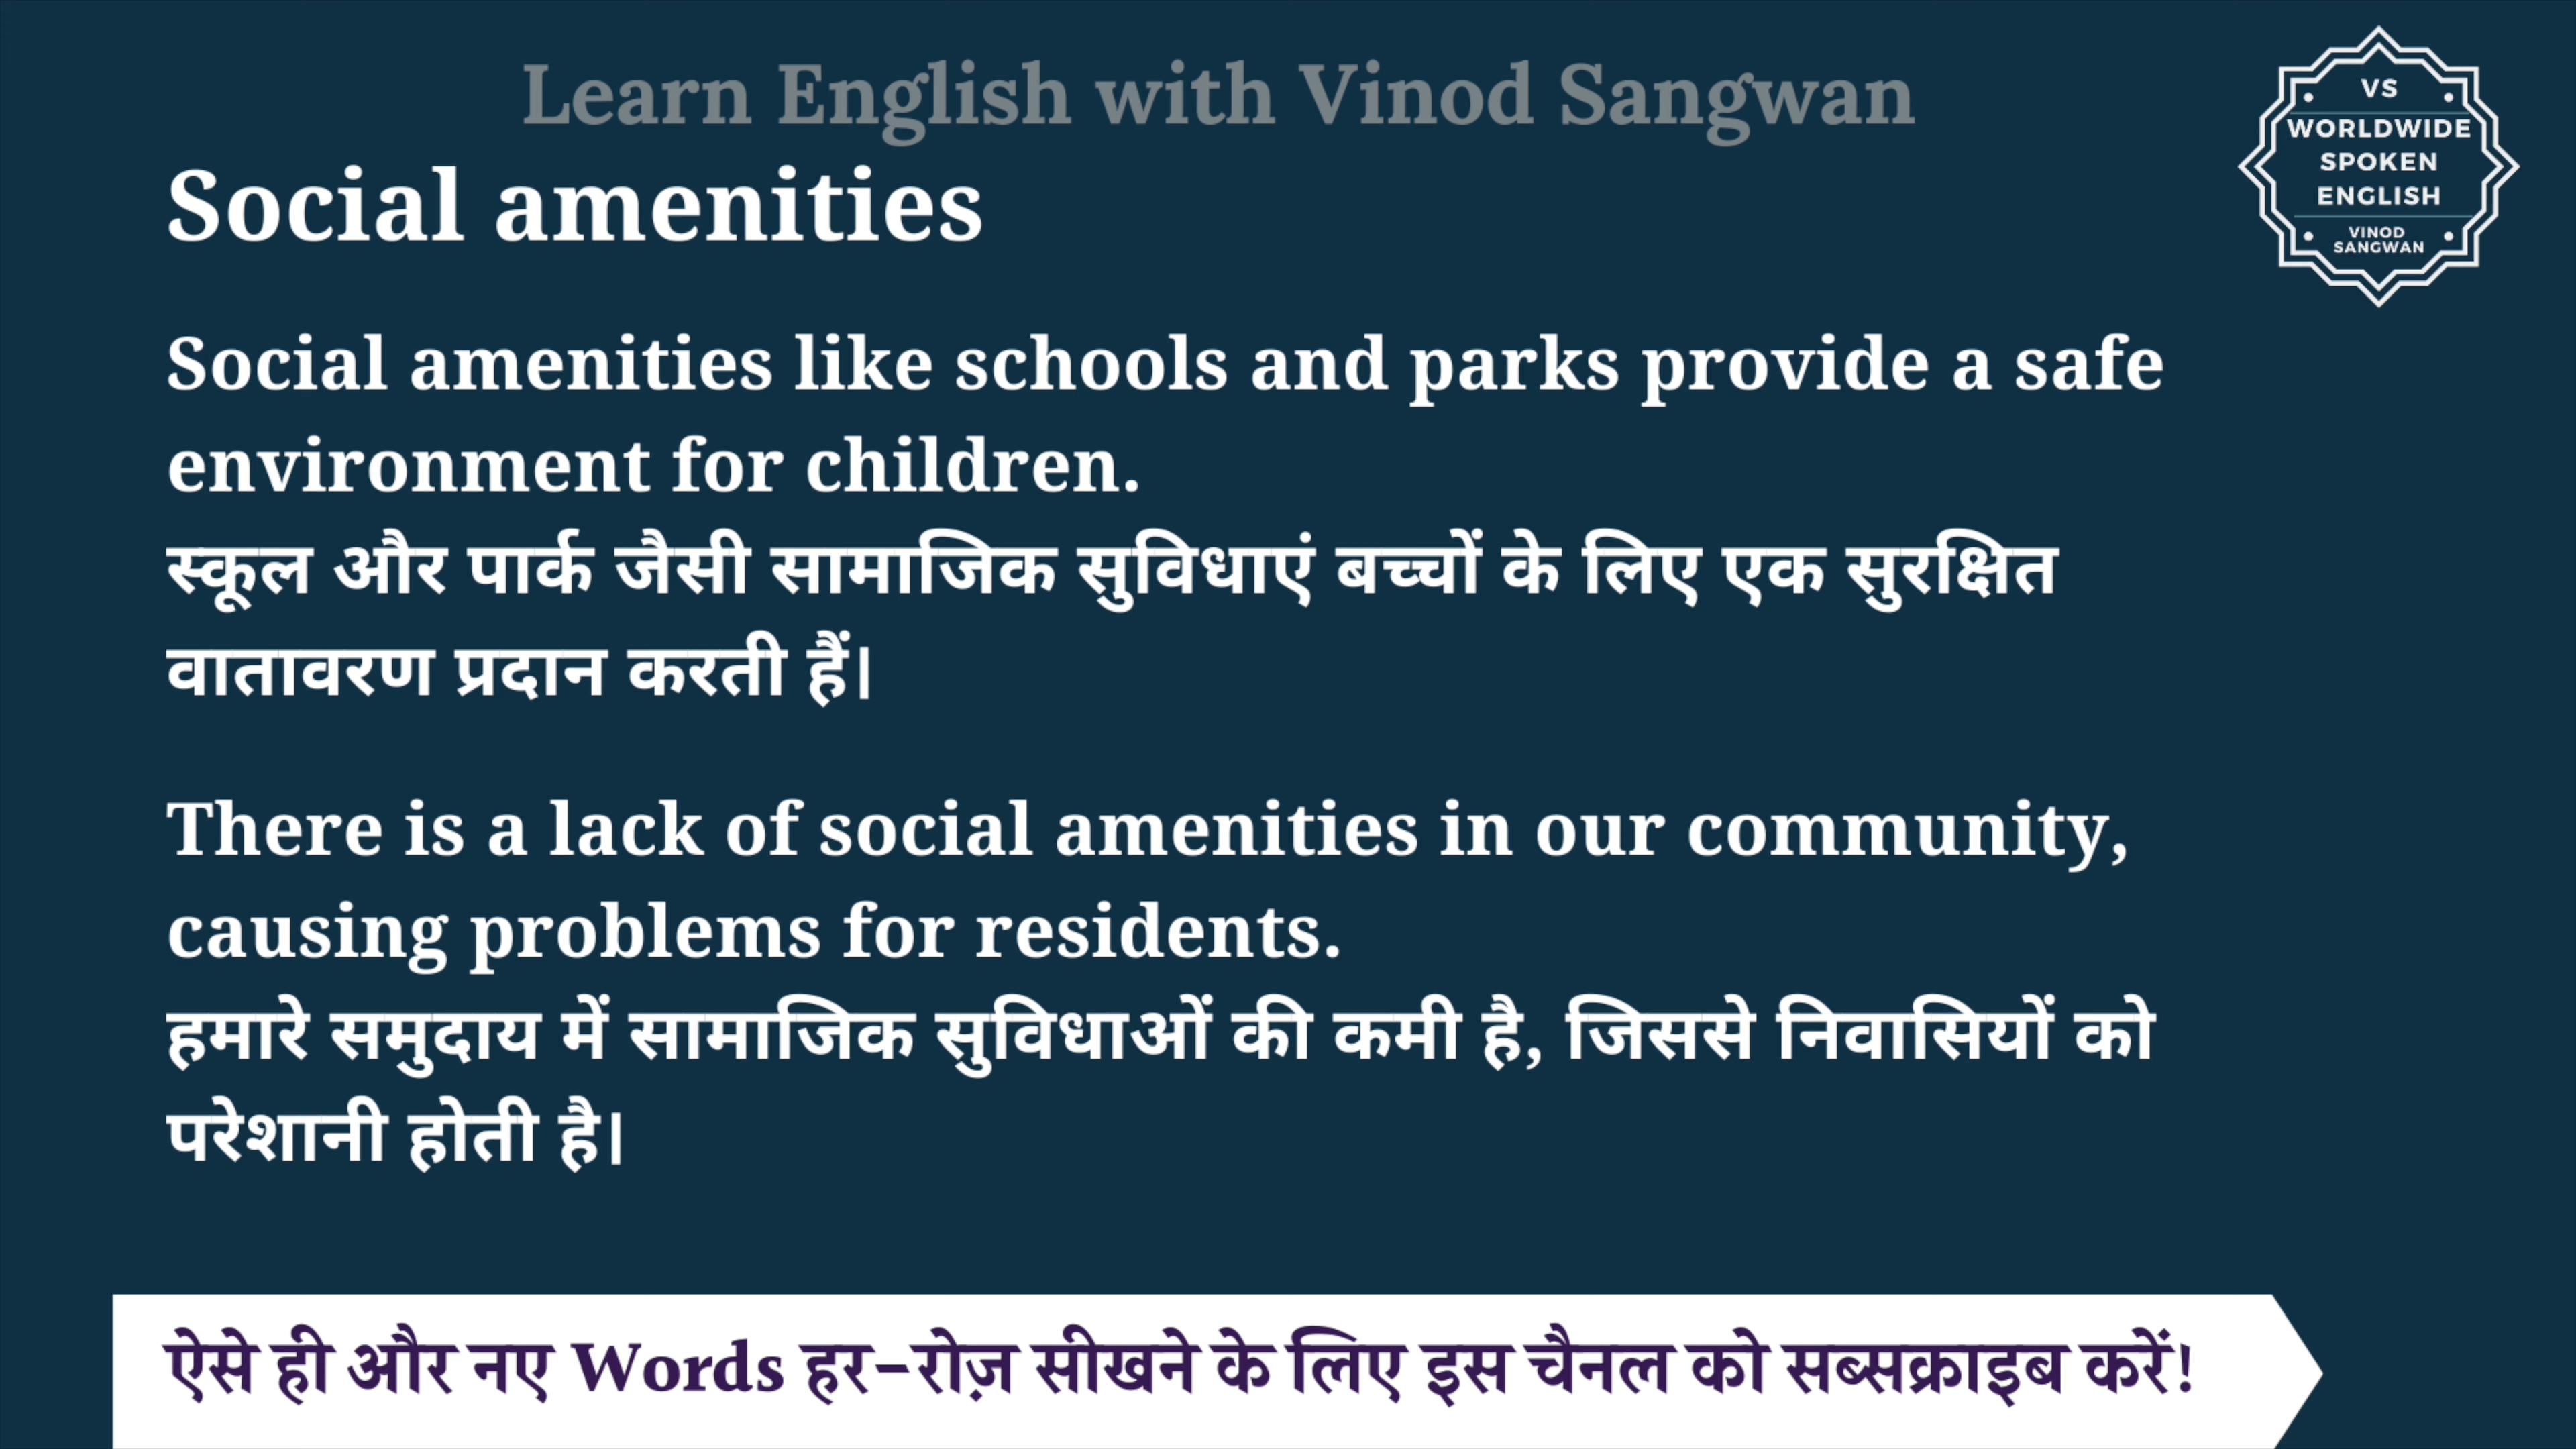 Learn English with Vinod Sangwan
VS
WORLDWIDE
SPOKEN
ENGLISH
VINOD
SANGWAN
Social amenities
Social amenities like schools and parks provide a safe
environment for children.
स्कूल और पार्क जैसी सामाजिक सुविधाएं बच्चों के लिए एक सुरक्षित
वातावरण प्रदान करती हैं।
There is a lack of social amenities in our community,
causing problems for residents.
हमारे समुदाय में सामाजिक सुविधाओं की कमी है, जिससे निवासियों को
परेशानी होती है।
ऐसे ही और नए Words हर-रोज़ सीखने के लिए इस चैनल को सब्सक्राइब करें!